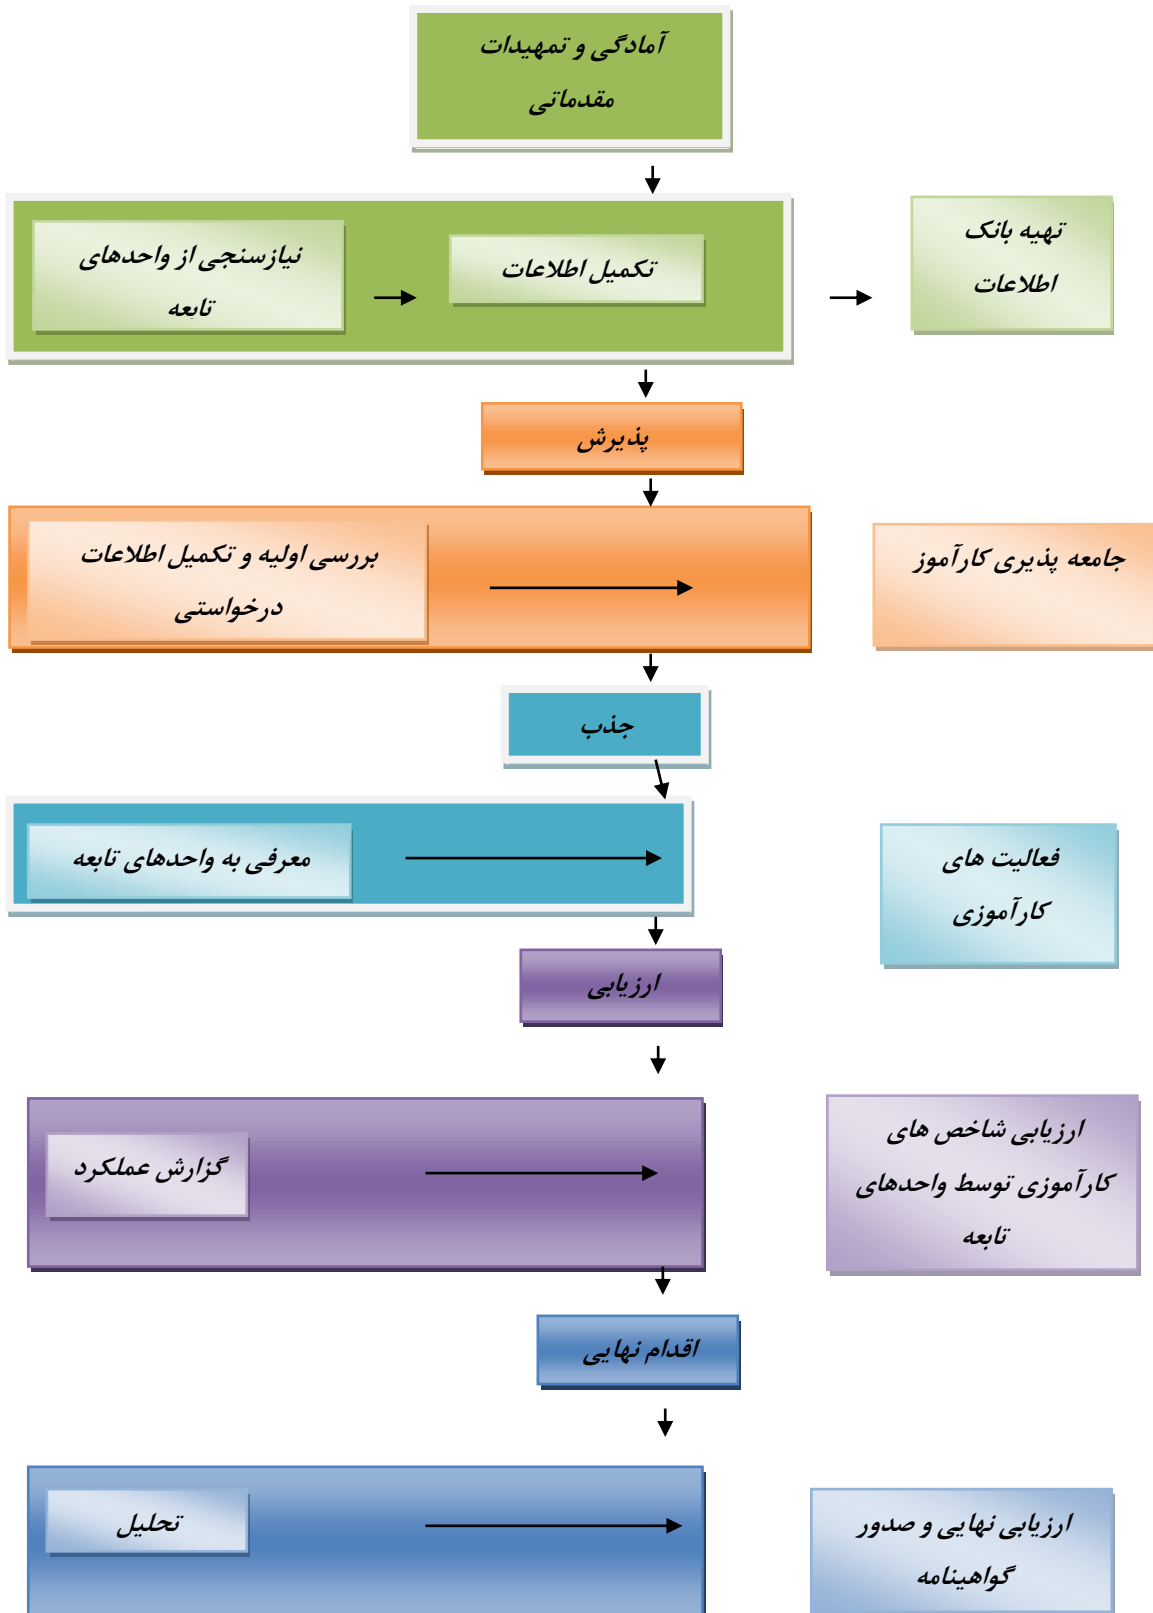 آمادگی و تمهیدات
مقدماتی
نیازسنجی از واحدهای
تابعه
تکمیل اطلاعات
تهیه بانک
اطلاعات
پذیرش
بررسی اولیه و تکمیل اطلاعات
درخواستی
جامعه پذیری کارآموز
جذب
معرفی به واحدهای تابعه
فعالیت های
کارآموزی
ارزیابی
گزارش عملکرد
ارزیابی شاخص های
کارآموزی توسط واحدهای
تابعه
اقدام نهایی
تحلیل
ارزیابی نهایی و صدور
گواهینامه